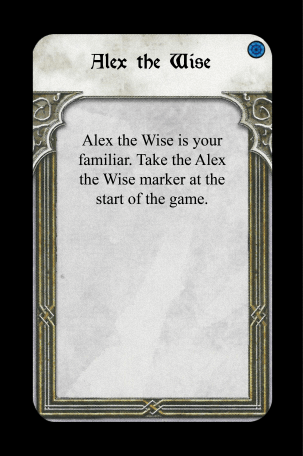 Alex the Wise
Alex the Wise is your
familiar. Take the Alex
the Wise marker at the
start of the game.